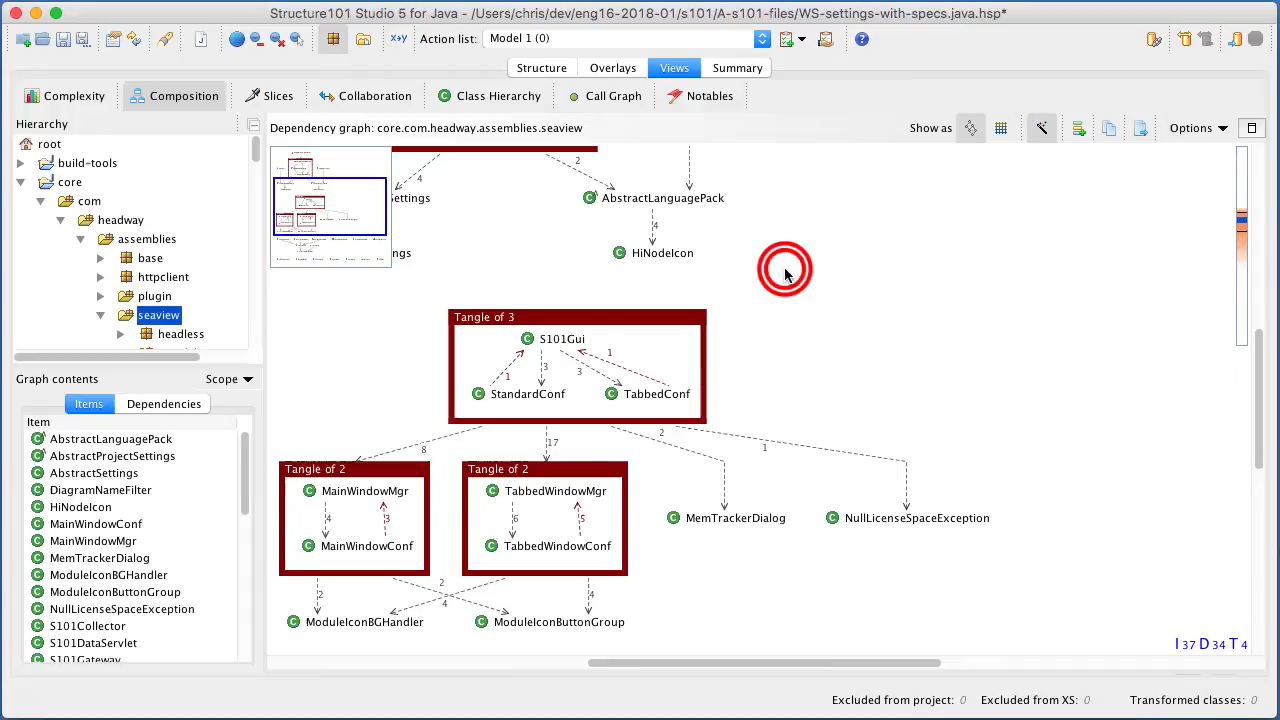 Structure101 Studio 5 for Java - /Users/chris/dev/eng16-2018-01/s101/A-s101-files/WS-settings-with-specs.java.hsp*
x+y Action list: Model 1 (0)
Structure Overlays Views Summary
Complexity Composition Slices Collaboration Class Hierarchy Call Graph Notables
Hierarchy
Dependency graph: core.com.headway.assemblies.seaview Show as Options
root
build-tools
core
com
headway
assemblies
base
httpclient
plugin
seaview
headless
Graph contents Scope
Items Dependencies
Item
AbstractLanguagePack
AbstractProjectSettings
AbstractSettings
DiagramNameFilter
HiNodeIcon
MainWindowConf
MainWindowMgr
MemTrackerDialog
ModuleIconBGHandler
ModuleIconButtonGroup
NullLicenseSpaceException
S101Collector
S101DataServlet
S101Gateway
2
4
ettings AbstractLanguagePack
4
ngs HiNodeIcon
Tangle of 3
S101Gui
1
3
3
1
StandardConf TabbedConf
8
17
2
1
Tangle of 2 Tangle of 2
MainWindowMgr TabbedWindowMgr
4 3 6 5
MemTrackerDialog NullLicenseSpaceException
MainWindowConf TabbedWindowConf
2 2 4 4
ModuleIconBGHandler ModuleIconButtonGroup
I 37 D 34 T 4
Excluded from project: 0 Excluded from XS: 0 Transformed classes: 0